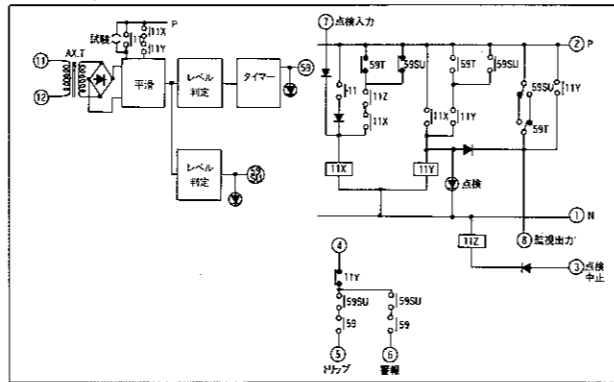 ⑦ 点検入力
② P
P
試験
11
11X
11Y
⑪
AX.T
⑫
平滑
レベル
判定
タイマー
59
レベル
判定
59
59T
59SU
11
11Z
11X
59T
59SU
11X
11Y
59SU
59T
11Y
11X
11Y
点検
① N
11Z
⑧ 監視出力
③ 点検
中止
④
11Y
59SU
59SU
59
59
⑤
⑥
トリップ
警報